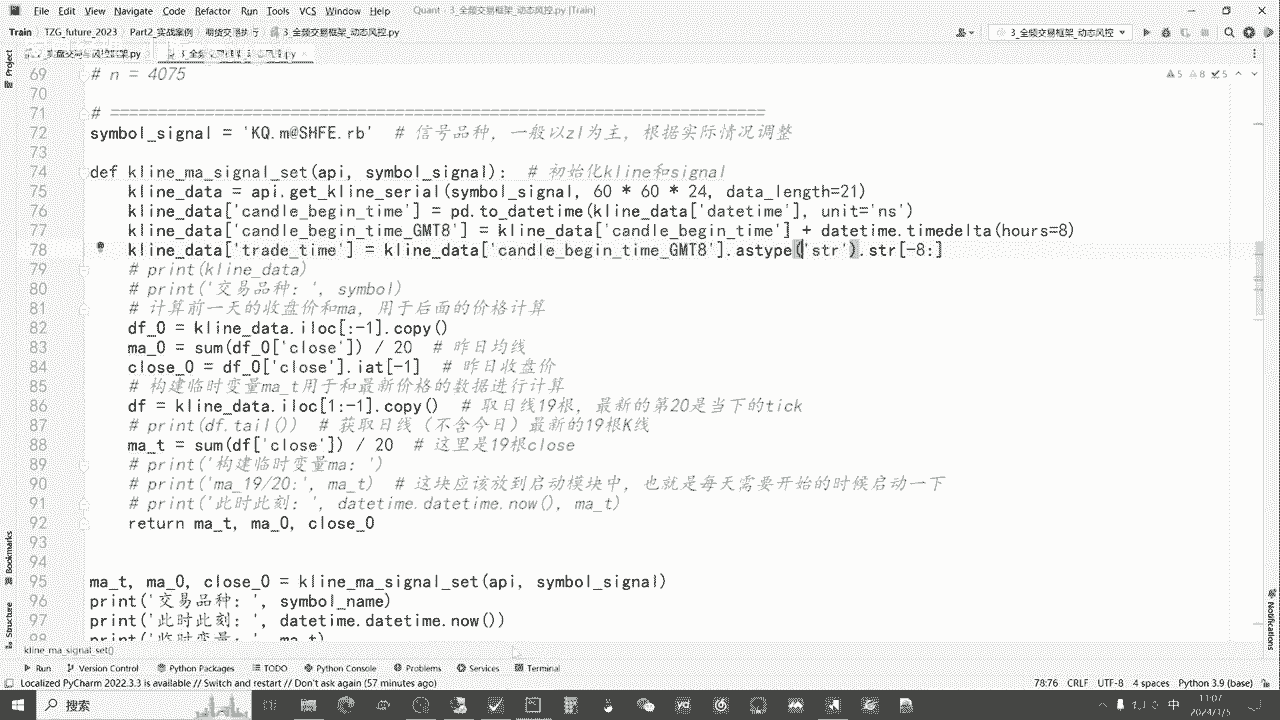 File Edit View Navigate Code Refactor Run Tools VCS Window Help Quant - 3_全频交易框架_动态风控.py [Train]
Train TZG_future_2023 Part2_实战案例 期货交易执行 3_全频交易框架_动态风控.py 3_全频交易框架_动态风控
Project
5 8 5
69 # n = 4075
70
71 # ======================================================================
72 symbol_signal = 'KQ.m@SHFE.rb' # 信号品种，一般以zl为主，根据实际情况调整
73
74 def kline_ma_signal_set(api, symbol_signal): # 初始化kline和signal
75 kline_data = api.get_kline_serial(symbol_signal, 60 * 60 * 24, data_length=21)
76 kline_data['candle_begin_time'] = pd.to_datetime(kline_data['datetime'], unit='ns')
77 kline_data['candle_begin_time_GMT8'] = kline_data['candle_begin_time'] + datetime.timedelta(hours=8)
78 kline_data['trade_time'] = kline_data['candle_begin_time_GMT8'].astype('str').str[-8:]
79 # print(kline_data)
80 # print('交易品种: ', symbol)
81 # 计算前一天的收盘价和ma，用于后面的价格计算
82 df_0 = kline_data.iloc[:-1].copy()
83 ma_0 = sum(df_0['close']) / 20 # 昨日均线
84 close_0 = df_0['close'].iat[-1] # 昨日收盘价
85 # 构建临时变量ma_t用于和最新价格的数据进行计算
86 df = kline_data.iloc[1:-1].copy() # 取日线19根，最新的第20是当下的tick
87 # print(df.tail()) # 获取日线（不含今日）最新的19根K线
88 ma_t = sum(df['close']) / 20 # 这里是19根close
89 # print('构建临时变量ma: ')
90 # print('ma_19/20:', ma_t) # 这块应该放到启动模块中，也就是每天需要开始的时候启动一下
91 # print('此时此刻: ', datetime.datetime.now(), ma_t)
92 return ma_t, ma_0, close_0
93
94
95 ma_t, ma_0, close_0 = kline_ma_signal_set(api, symbol_signal)
96 print('交易品种: ', symbol_name)
97 print('此时此刻: ', datetime.datetime.now())
98 print('临时变量: ', ma_t)
kline_ma_signal_set()
Bookmarks
Structure
Notifications
Run Version Control Python Packages TODO Python Console Problems Services Terminal
Localized PyCharm 2022.3.3 is available // Switch and restart // Don't ask again (57 minutes ago) 78:76 CRLF UTF-8 4 spaces Python 3.9 (base)
搜索 中 11:07
2024/1/5